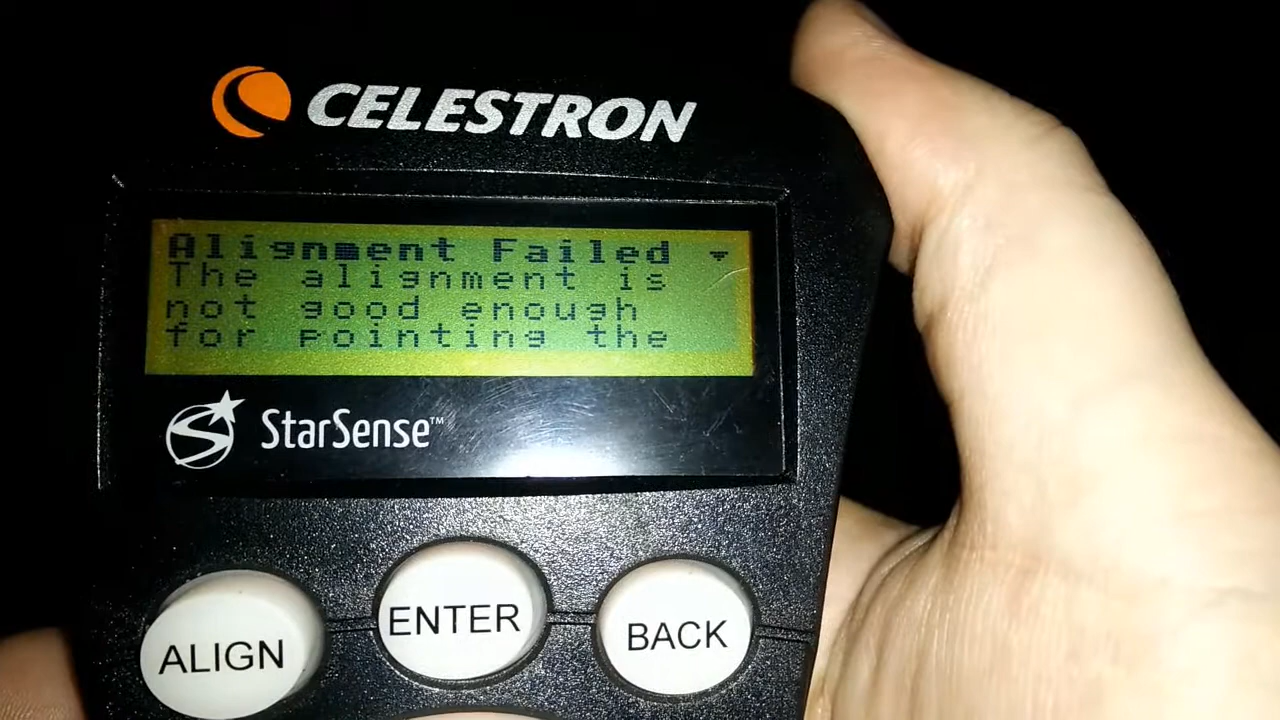 CELESTRON
Alignment Failed
The alignment is
not good enough
for pointing the
StarSense™
ALIGN
ENTER
BACK